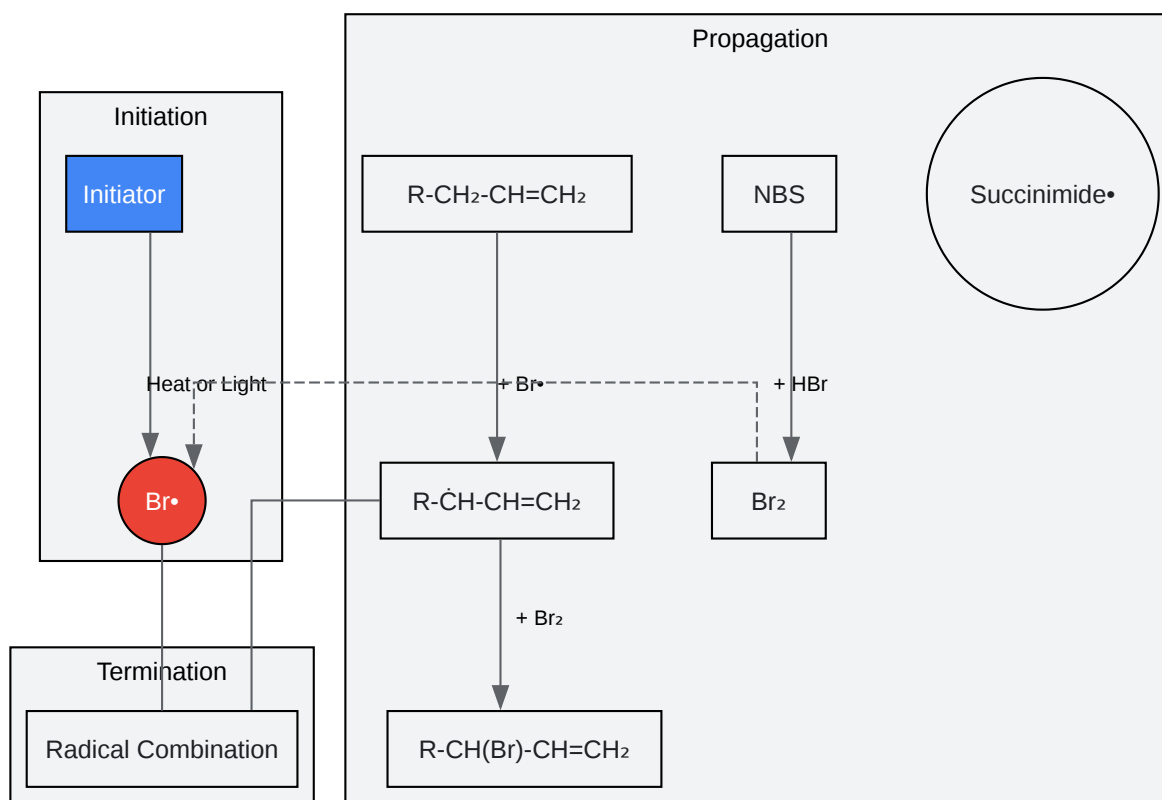 Propagation
Initiation
Initiator
R-CH₂-CH=CH₂
NBS
Succinimide•
Heat or Light
+ Br•
+ HBr
Br•
R-ĊH-CH=CH₂
Br₂
+ Br₂
Termination
Radical Combination
R-CH(Br)-CH=CH₂